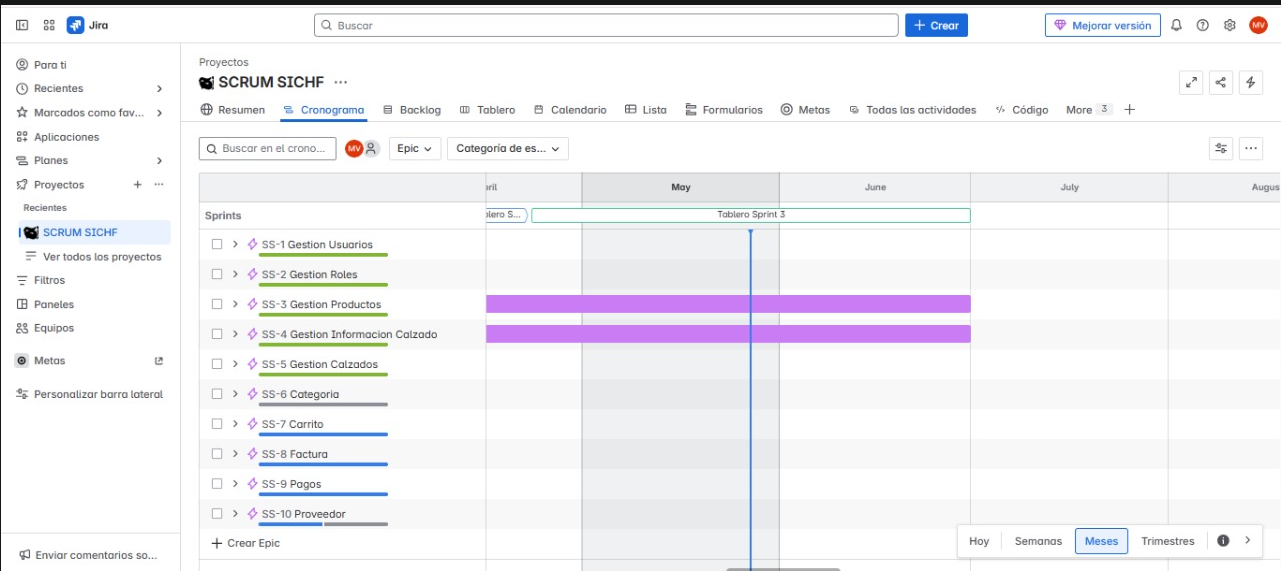 Jira
Buscar
Crear
Mejorar versión
MV
Para ti
Recientes
Marcados como fav...
Aplicaciones
Planes
Proyectos
Recientes
SCRUM SICHF
Ver todos los proyectos
Filtros
Paneles
Equipos
Metas
Personalizar barra lateral
Enviar comentarios so...
Proyectos
SCRUM SICHF
Resumen Cronograma Backlog Tablero Calendario Lista Formularios Metas Todas las actividades Código More 3
Buscar en el crono... MV Epic Categoría de es...
ril May June July Augus
Sprints
blero S... Tablero Sprint 3
SS-1 Gestion Usuarios
SS-2 Gestion Roles
SS-3 Gestion Productos
SS-4 Gestion Informacion Calzado
SS-5 Gestion Calzados
SS-6 Categoria
SS-7 Carrito
SS-8 Factura
SS-9 Pagos
SS-10 Proveedor
Crear Epic
Hoy Semanas Meses Trimestres